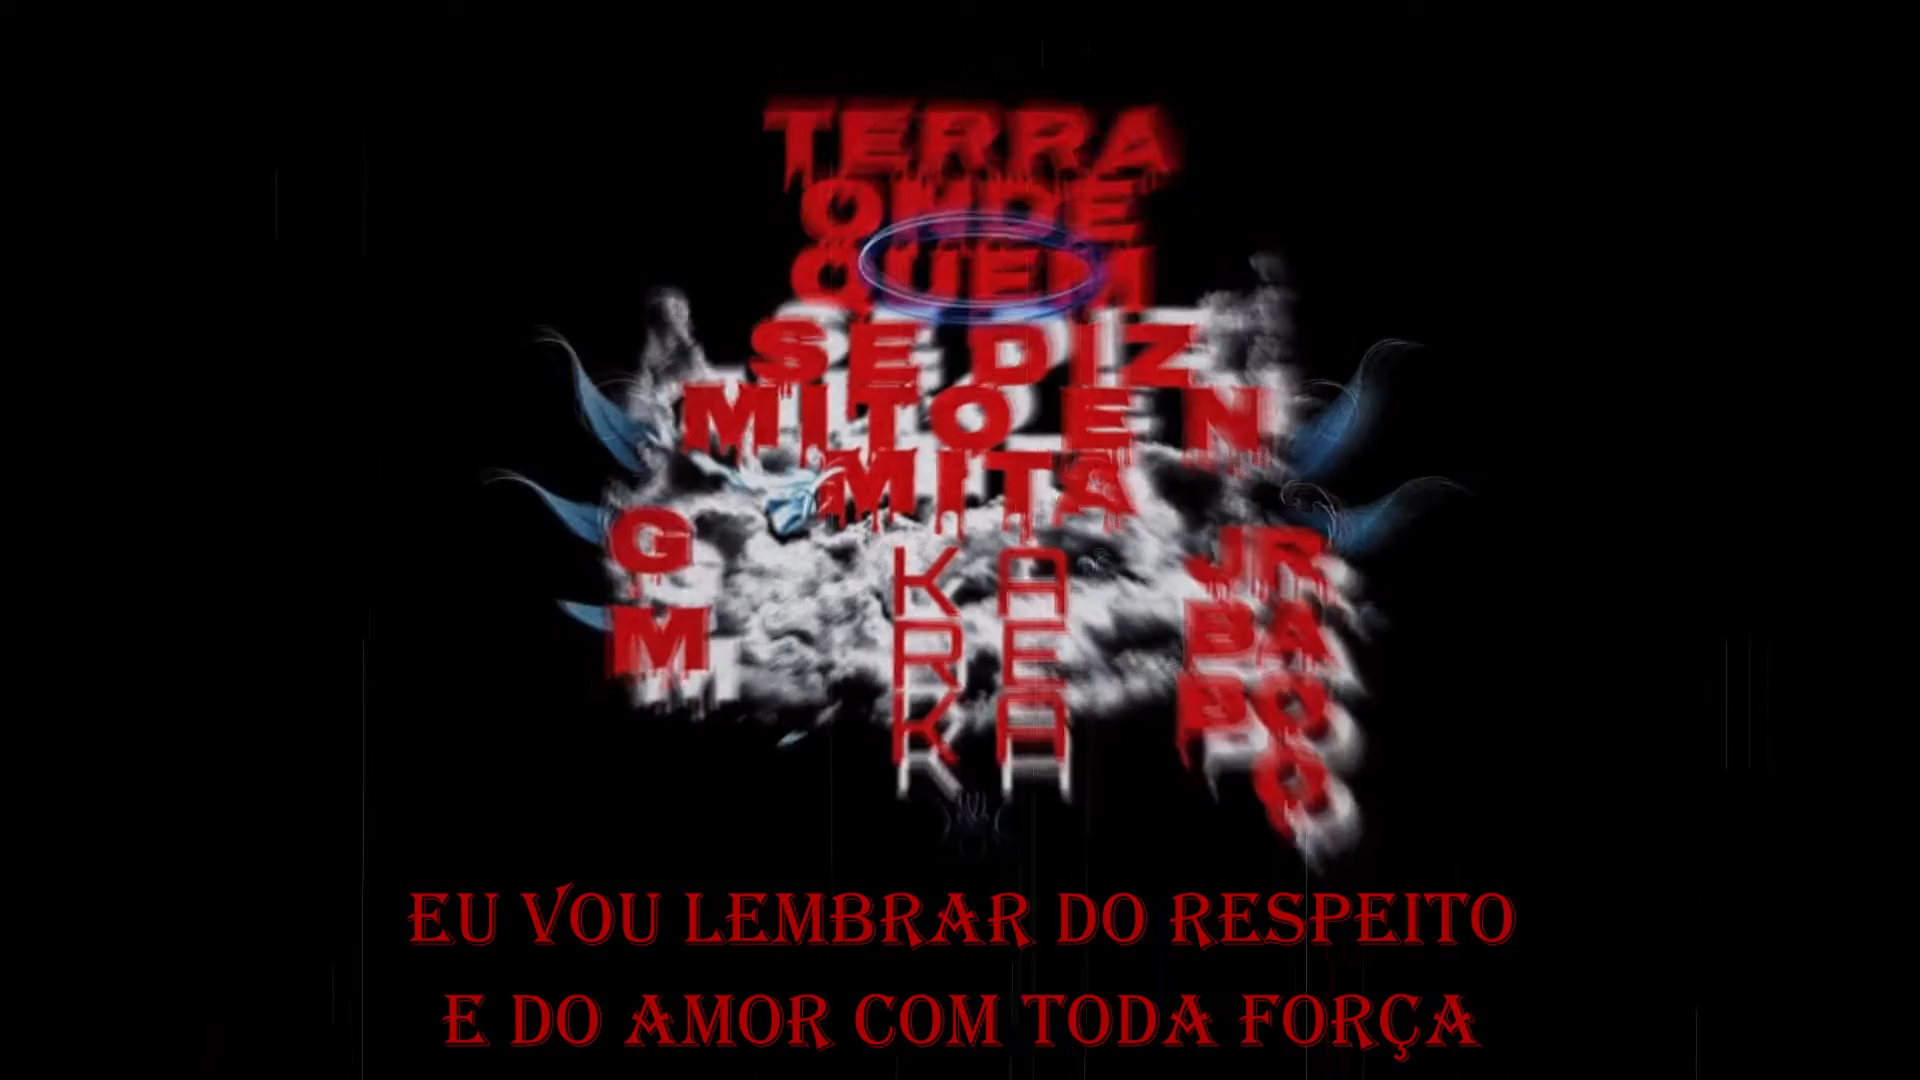 TERRA
ONDE
QUEM
SE DIZ
MITO E N
MITA
G
M
KA
RE
KA
JR
BA
BO
O
EU VOU LEMBRAR DO RESPEITO
E DO AMOR COM TODA FORÇA